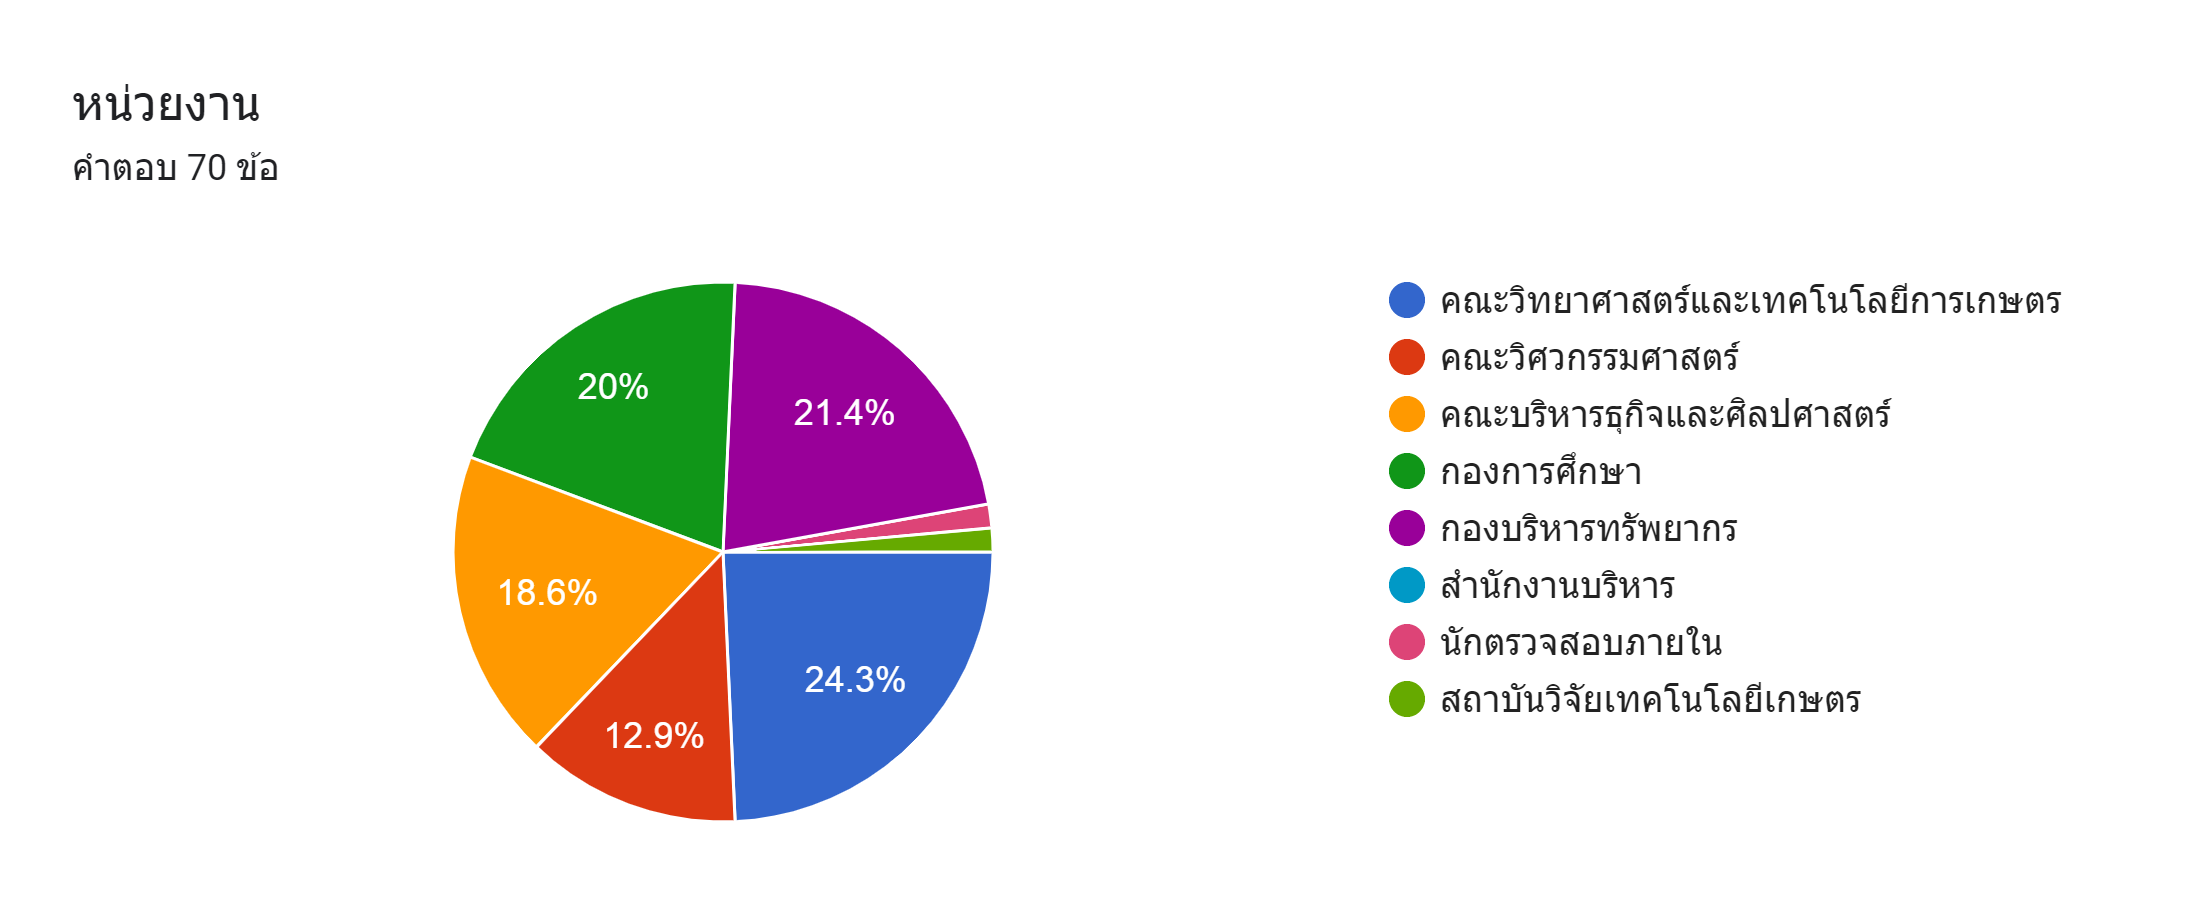 หน่วยงาน
คำตอบ 70 ข้อ
20%
21.4%
18.6%
24.3%
12.9%
คณะวิทยาศาสตร์และเทคโนโลยีการเกษตร
คณะวิศวกรรมศาสตร์
คณะบริหารธุกิจและศิลปศาสตร์
กองการศึกษา
กองบริหารทรัพยากร
สำนักงานบริหาร
นักตรวจสอบภายใน
สถาบันวิจัยเทคโนโลยีเกษตร